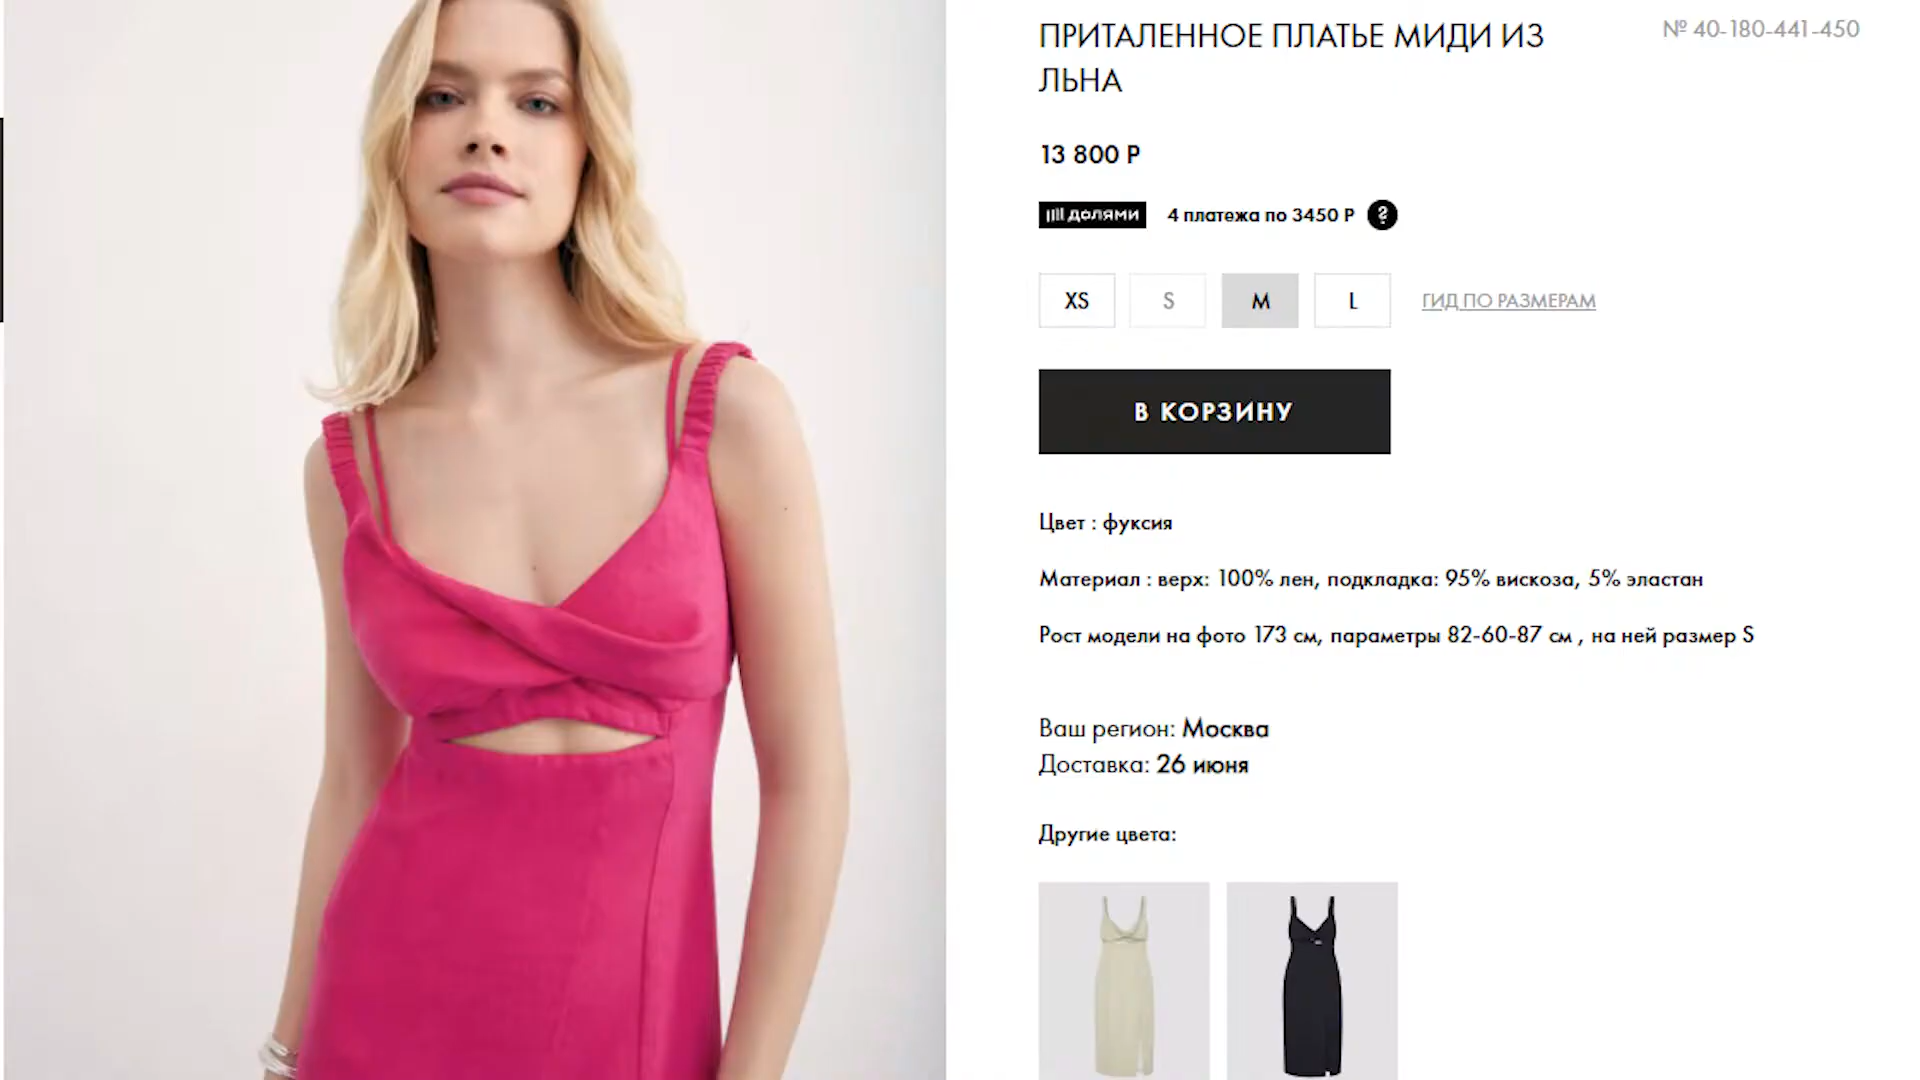 ПРИТАЛЕННОЕ ПЛАТЬЕ МИДИ ИЗ
ЛЬНА
№ 40-180-441-450
13 800 Р
долями 4 платежа по 3450 Р ?
XS S M L ГИД ПО РАЗМЕРАМ
В КОРЗИНУ
Цвет : фуксия
Материал : верх: 100% лен, подкладка: 95% вискоза, 5% эластан
Рост модели на фото 173 см, параметры 82-60-87 см , на ней размер S
Ваш регион: Москва
Доставка: 26 июня
Другие цвета: